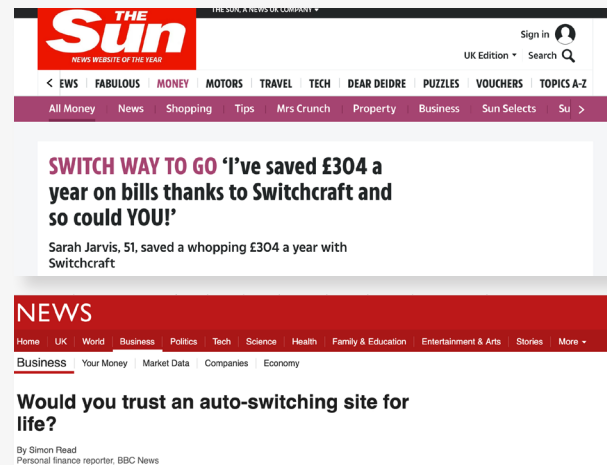 THE SUN, A NEWS UK COMPANY
THE
Sun
NEWS WEBSITE OF THE YEAR
Sign in
UK Edition Search
< EWS FABULOUS MONEY MOTORS TRAVEL TECH DEAR DEIDRE PUZZLES VOUCHERS TOPICS A-Z
All Money News Shopping Tips Mrs Crunch Property Business Sun Selects Su >
SWITCH WAY TO GO ‘I’ve saved £304 a
year on bills thanks to Switchcraft and
so could YOU!’
Sarah Jarvis, 51, saved a whopping £304 a year with
Switchcraft
NEWS
Home UK World Business Politics Tech Science Health Family & Education Entertainment & Arts Stories More
Business Your Money Market Data Companies Economy
Would you trust an auto-switching site for
life?
By Simon Read
Personal finance reporter, BBC News